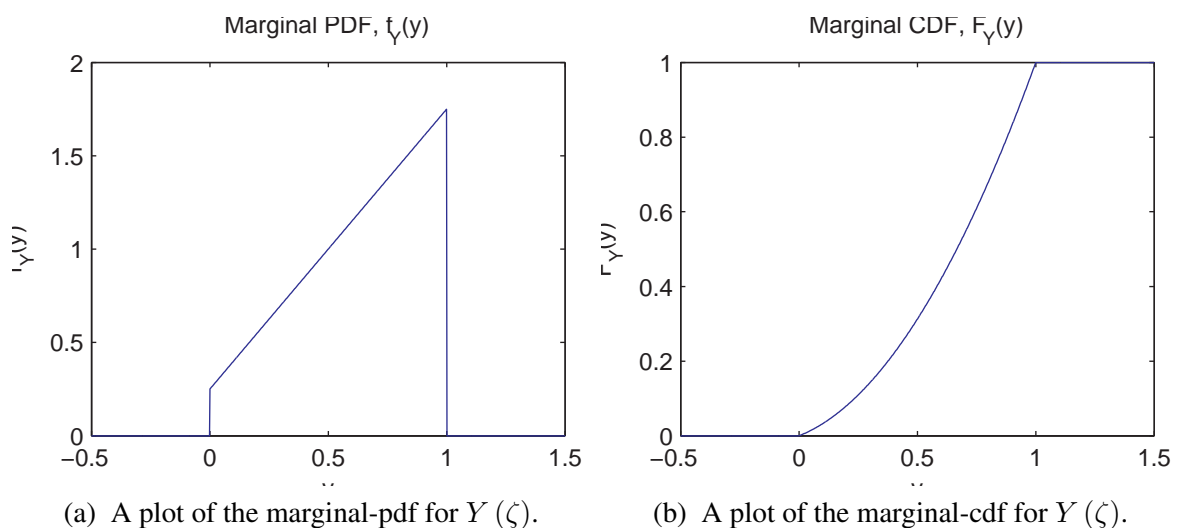 Marginal PDF, f_Y(y)
2
1.5
1
0.5
0
−0.5 0 0.5 1 1.5
f_Y(y)
(a) A plot of the marginal-pdf for Y (ζ).
Marginal CDF, F_Y(y)
1
0.8
0.6
0.4
0.2
0
−0.5 0 0.5 1 1.5
F_Y(y)
(b) A plot of the marginal-cdf for Y (ζ).